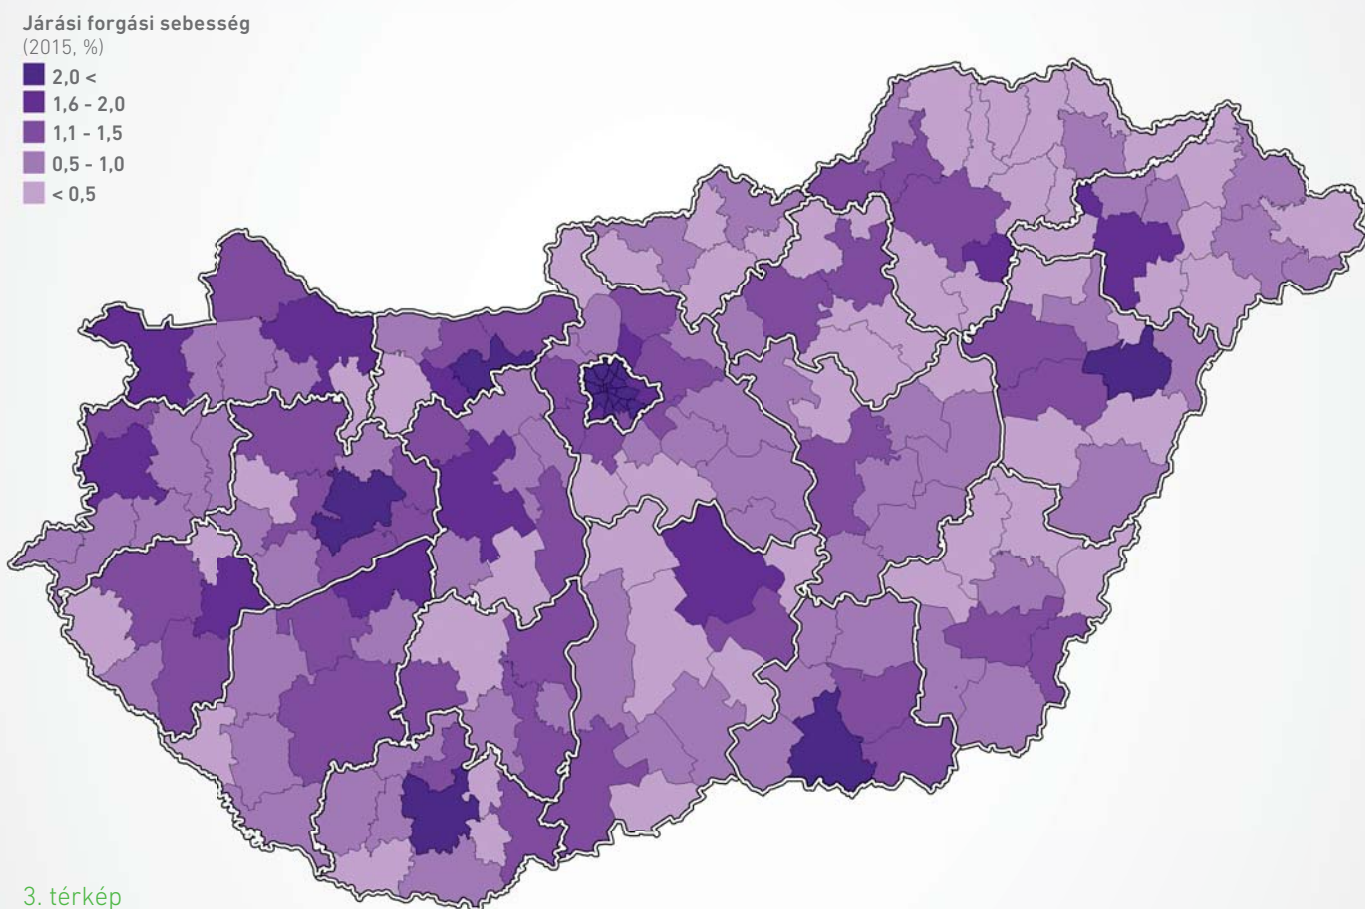 Járási forgási sebesség
(2015, %)
2,0 <
1,6 - 2,0
1,1 - 1,5
0,5 - 1,0
< 0,5
3. térkép